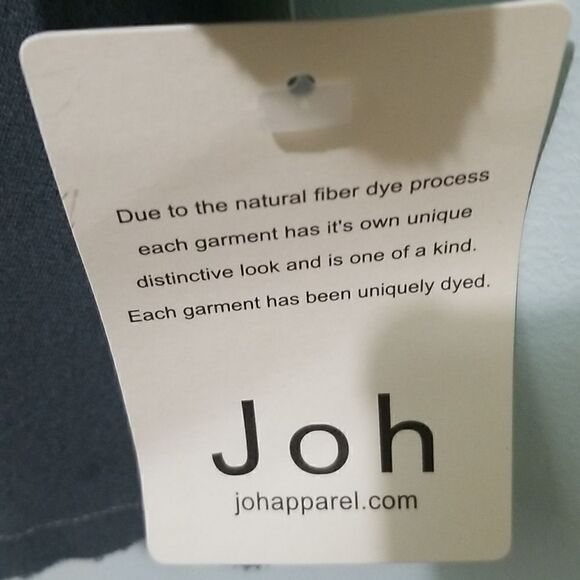 Due to the natural fiber dye process
each garment has it's own unique
distinctive look and is one of a kind.
Each garment has been uniquely dyed.
Joh
johapparel.com